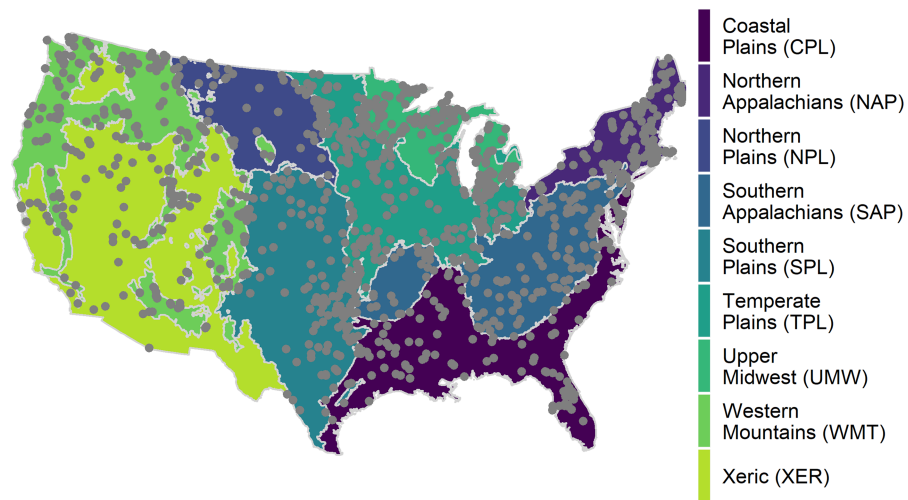 Coastal
Plains (CPL)
Northern
Appalachians (NAP)
Northern
Plains (NPL)
Southern
Appalachians (SAP)
Southern
Plains (SPL)
Temperate
Plains (TPL)
Upper
Midwest (UMW)
Western
Mountains (WMT)
Xeric (XER)